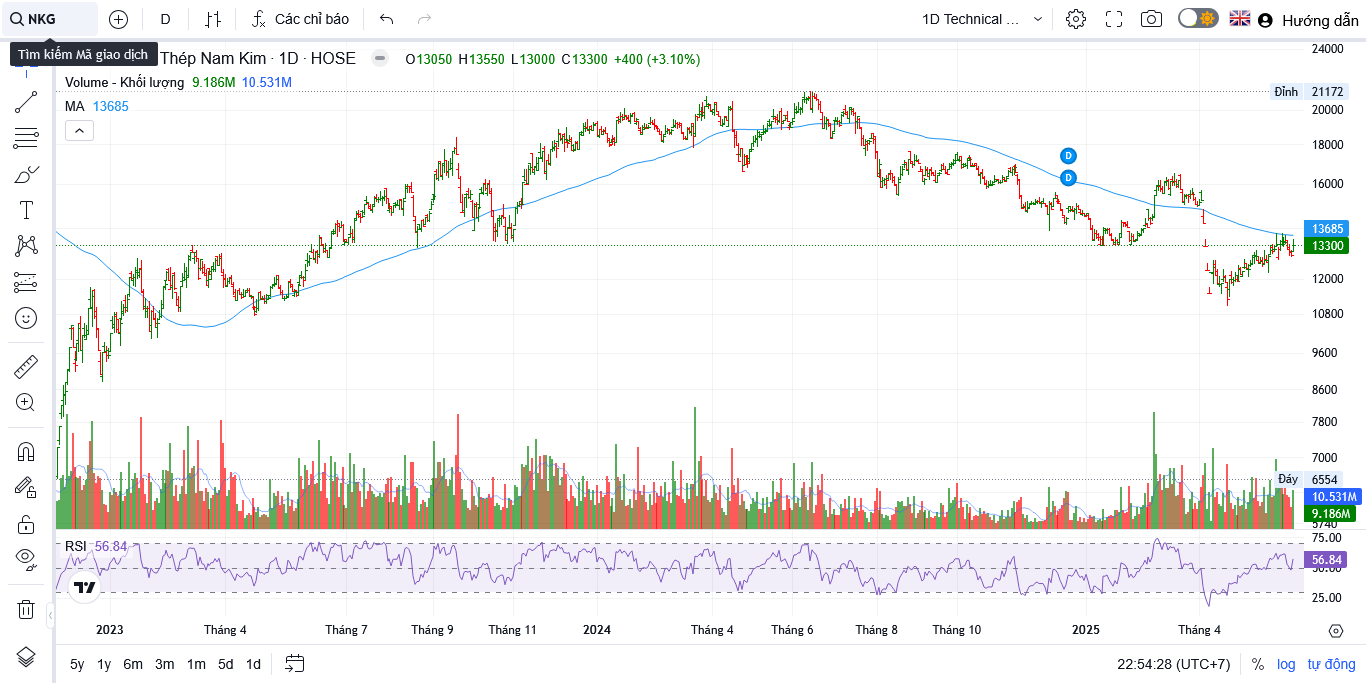 NKG
D
Các chỉ báo
1D Technical ...
Hướng dẫn
Tìm kiếm Mã giao dịch
Thép Nam Kim · 1D · HOSE
O13050 H13550 L13000 C13300 +400 (+3.10%)
Volume - Khối lượng 9.186M 10.531M
MA 13685
24000
Đỉnh 21172
20000
18000
16000
D
D
13685
13300
12000
10800
9600
8600
7800
7000
Đáy 6554
10.531M
9.186M
5740
RSI 56.84
75.00
56.84
50.00
25.00
2023 Tháng 4 Tháng 7 Tháng 9 Tháng 11 2024 Tháng 4 Tháng 6 Tháng 8 Tháng 10 2025 Tháng 4
5y 1y 6m 3m 1m 5d 1d
22:54:28 (UTC+7) % log tự động